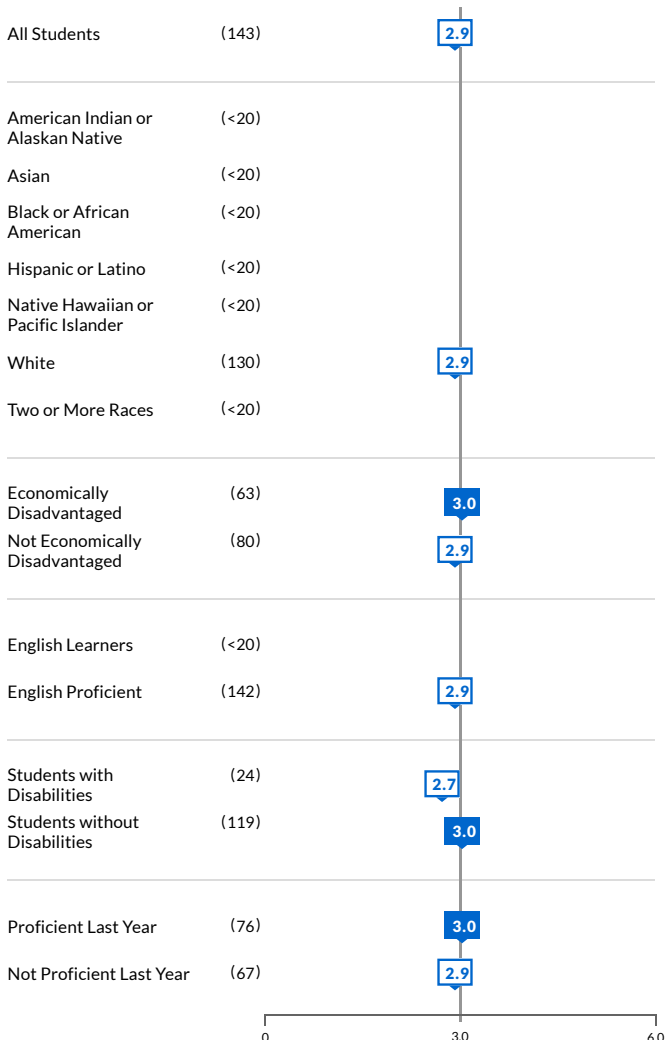 All Students (143) 2.9
American Indian or
Alaskan Native (<20)
Asian (<20)
Black or African
American (<20)
Hispanic or Latino (<20)
Native Hawaiian or
Pacific Islander (<20)
White (130) 2.9
Two or More Races (<20)
Economically
Disadvantaged (63) 3.0
Not Economically
Disadvantaged (80) 2.9
English Learners (<20)
English Proficient (142) 2.9
Students with
Disabilities (24) 2.7
Students without
Disabilities (119) 3.0
Proficient Last Year (76) 3.0
Not Proficient Last Year (67) 2.9
0 3.0 6.0